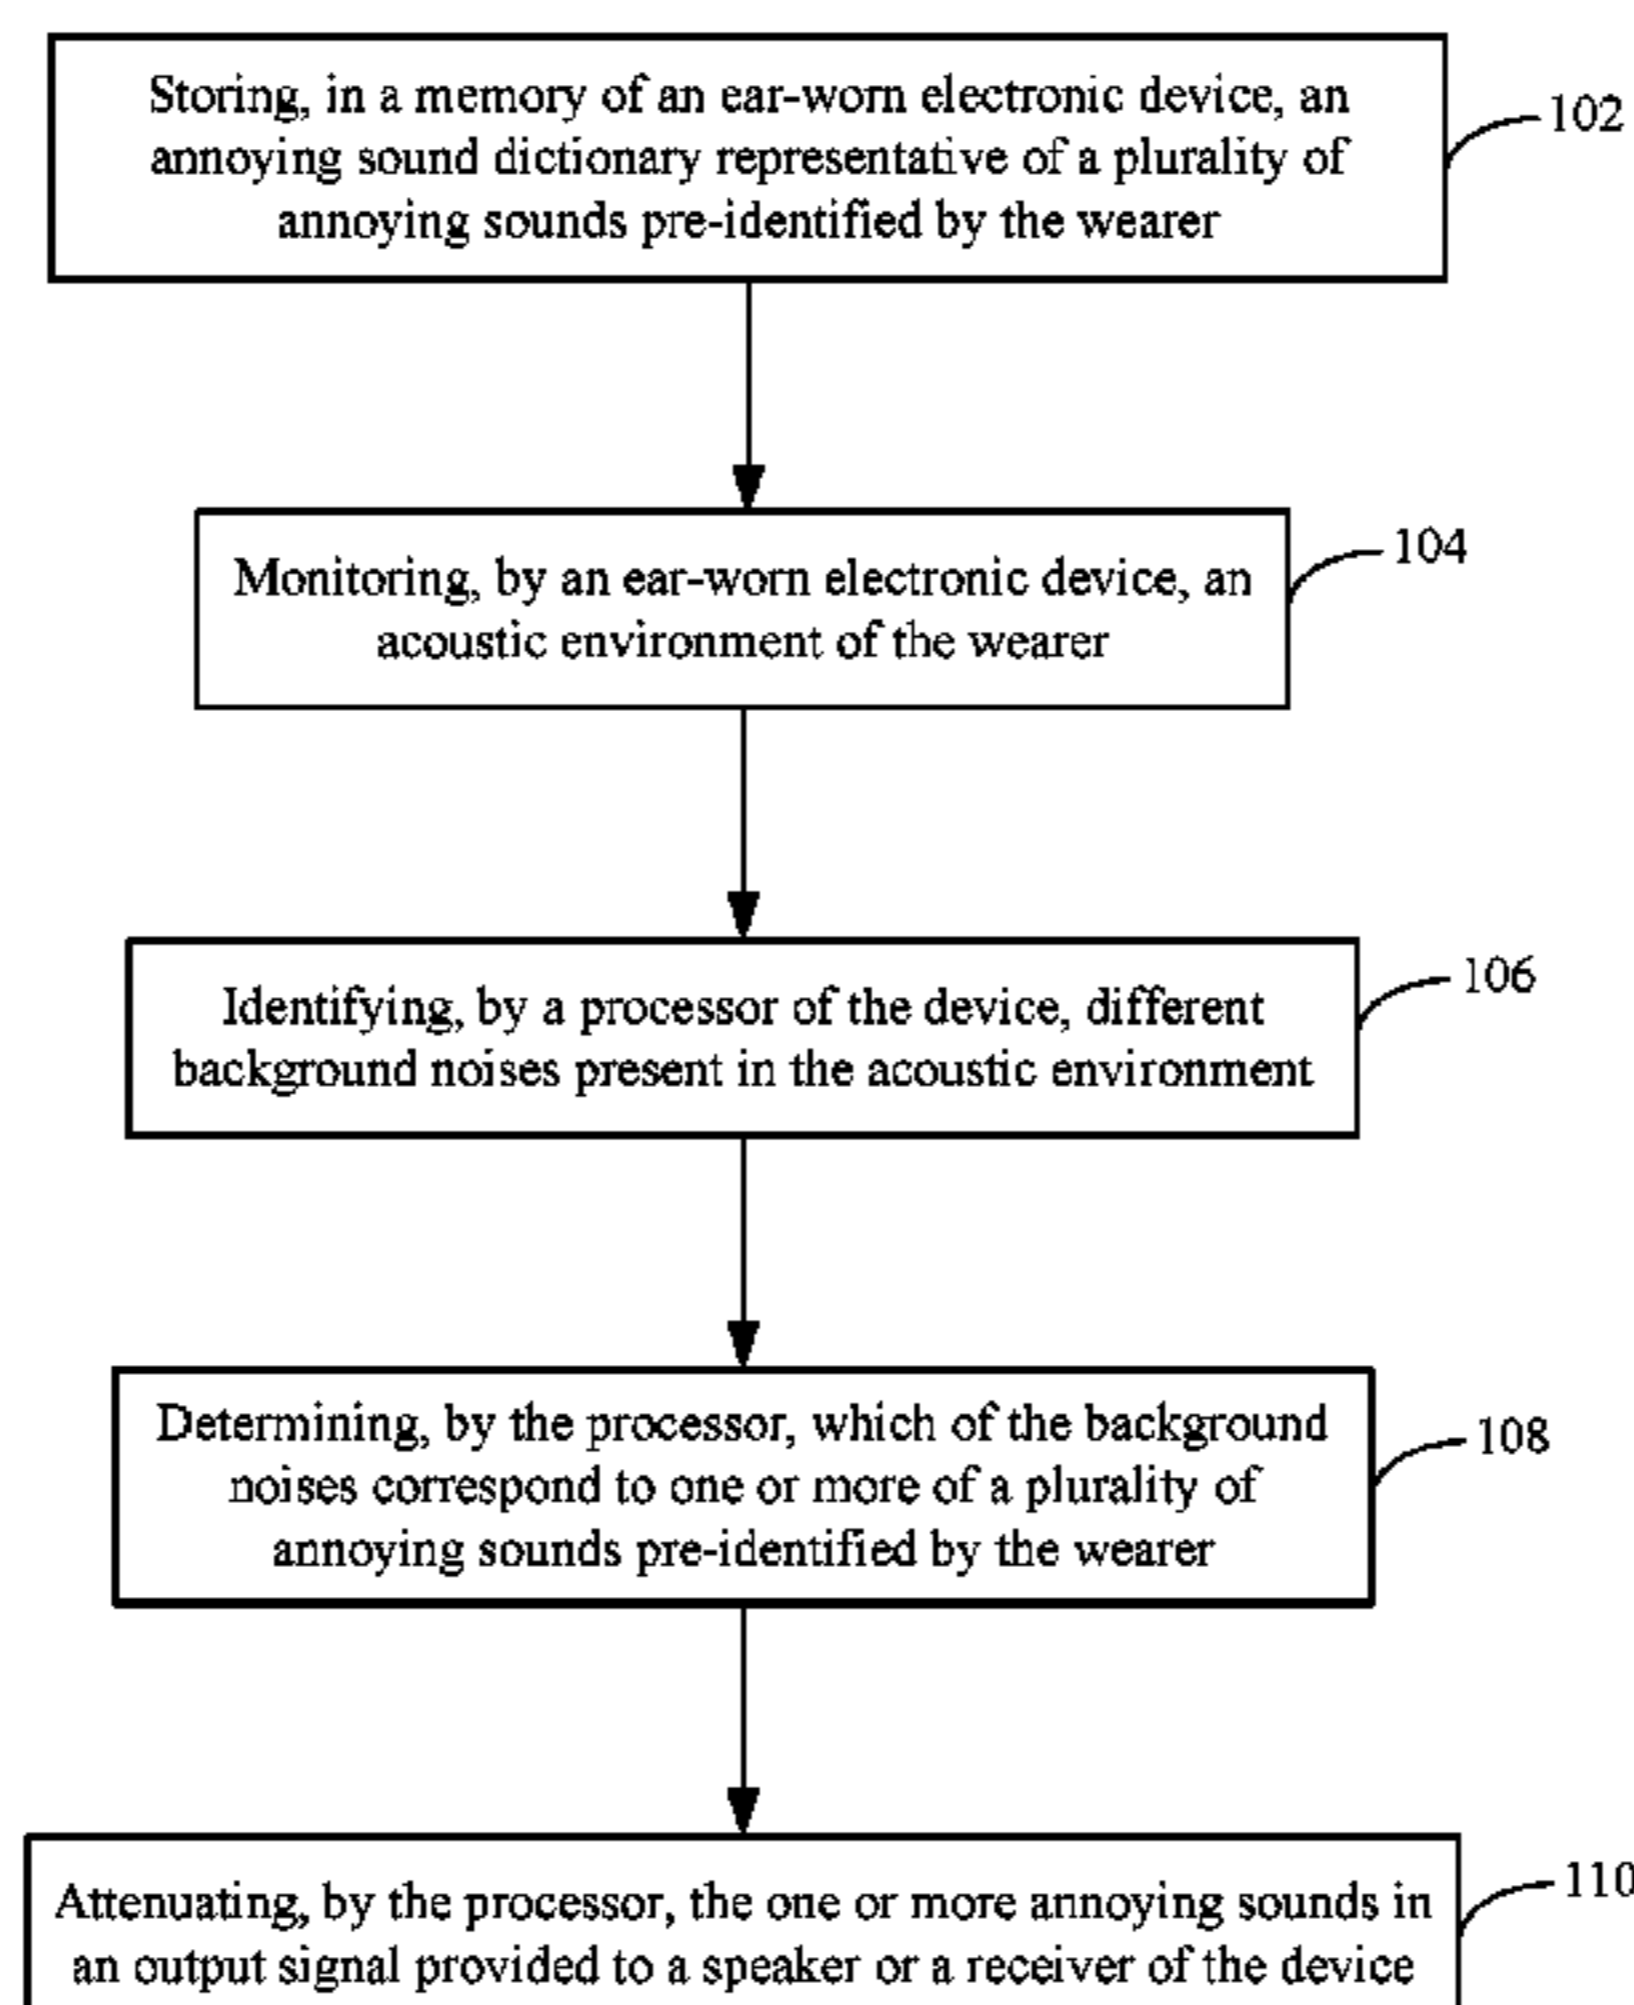 Storing, in a memory of an ear-worn electronic device, an
annoying sound dictionary representative of a plurality of
annoying sounds pre-identified by the wearer
102
Monitoring, by an ear-worn electronic device, an
acoustic environment of the wearer
104
Identifying, by a processor of the device, different
background noises present in the acoustic environment
106
Determining, by the processor, which of the background
noises correspond to one or more of a plurality of
annoying sounds pre-identified by the wearer
108
Attenuating, by the processor, the one or more annoying sounds in
an output signal provided to a speaker or a receiver of the device
110